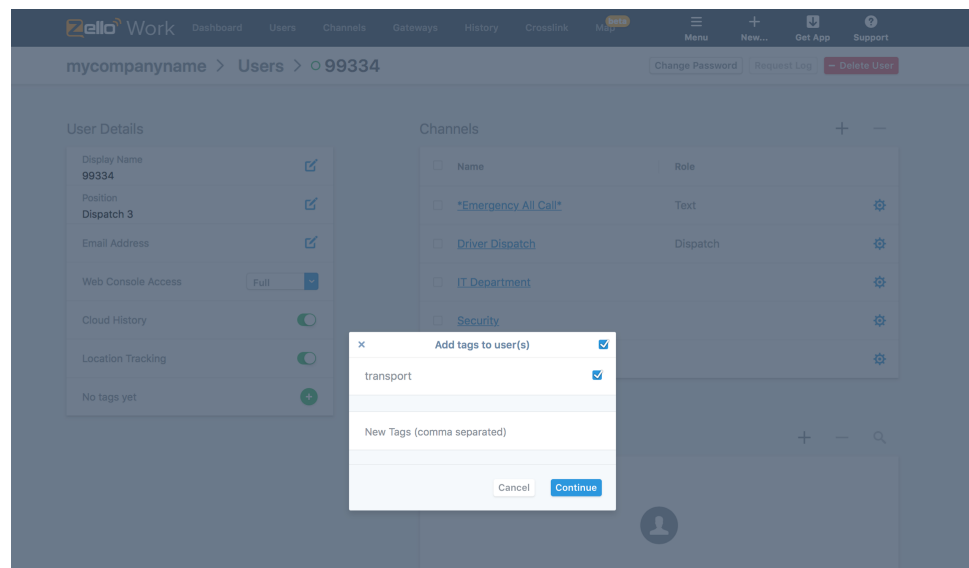 Zello Work Dashboard Users Channels Gateways History Crosslink Map Beta Menu New... Get App Support
mycompanyname > Users > 99334 Change Password Request Log − Delete User
User Details
Display Name
99334
Position
Dispatch 3
Email Address
Web Console Access Full
Cloud History
Location Tracking
No tags yet
Channels
Name Role
*Emergency All Call* Text
Driver Dispatch Dispatch
IT Department
Security
× Add tags to user(s)
transport
New Tags (comma separated)
Cancel Continue